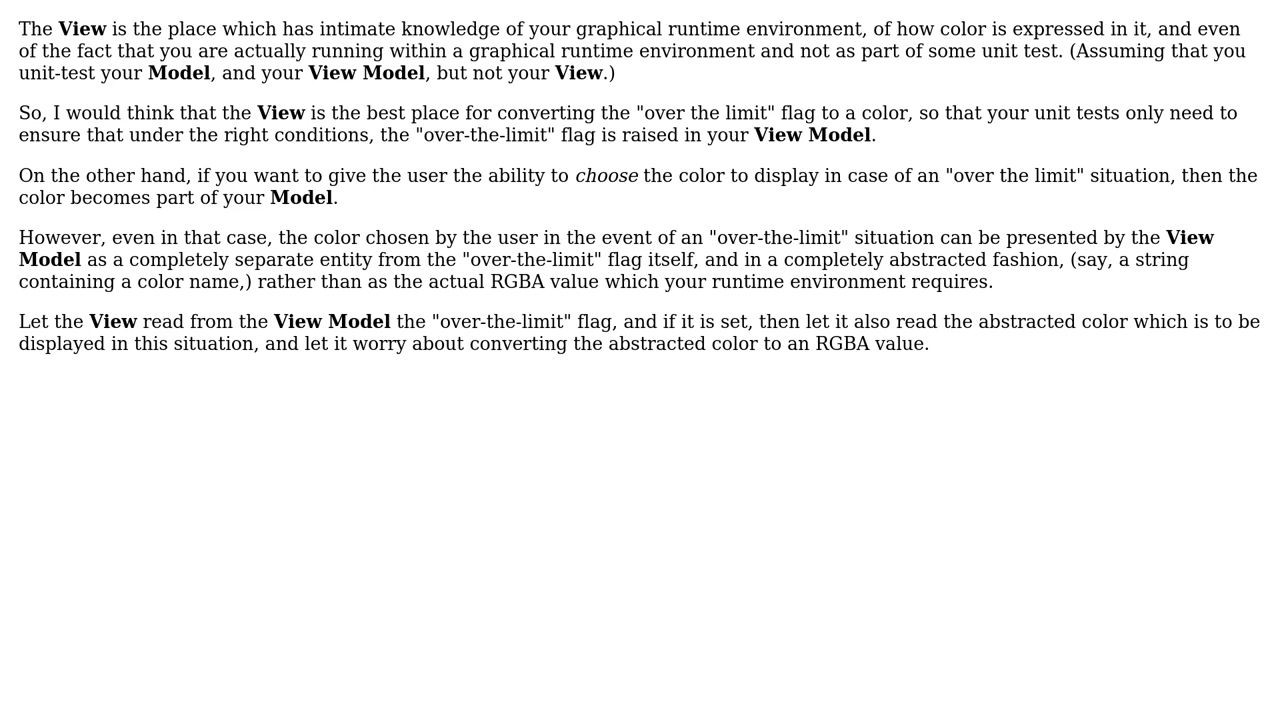 The View is the place which has intimate knowledge of your graphical runtime environment, of how color is expressed in it, and even
of the fact that you are actually running within a graphical runtime environment and not as part of some unit test. (Assuming that you
unit-test your Model, and your View Model, but not your View.)
So, I would think that the View is the best place for converting the "over the limit" flag to a color, so that your unit tests only need to
ensure that under the right conditions, the "over-the-limit" flag is raised in your View Model.
On the other hand, if you want to give the user the ability to choose the color to display in case of an "over the limit" situation, then the
color becomes part of your Model.
However, even in that case, the color chosen by the user in the event of an "over-the-limit" situation can be presented by the View
Model as a completely separate entity from the "over-the-limit" flag itself, and in a completely abstracted fashion, (say, a string
containing a color name,) rather than as the actual RGBA value which your runtime environment requires.
Let the View read from the View Model the "over-the-limit" flag, and if it is set, then let it also read the abstracted color which is to be
displayed in this situation, and let it worry about converting the abstracted color to an RGBA value.